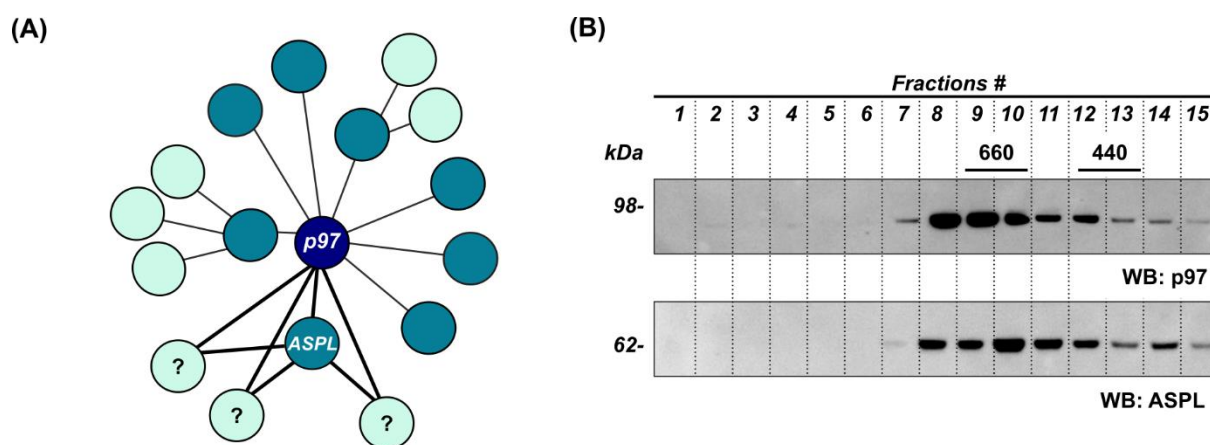 (A)
p97
ASPL
?
?
?
(B)
Fractions #
1 2 3 4 5 6 7 8 9 10 11 12 13 14 15
kDa 660 440
98-
WB: p97
62-
WB: ASPL